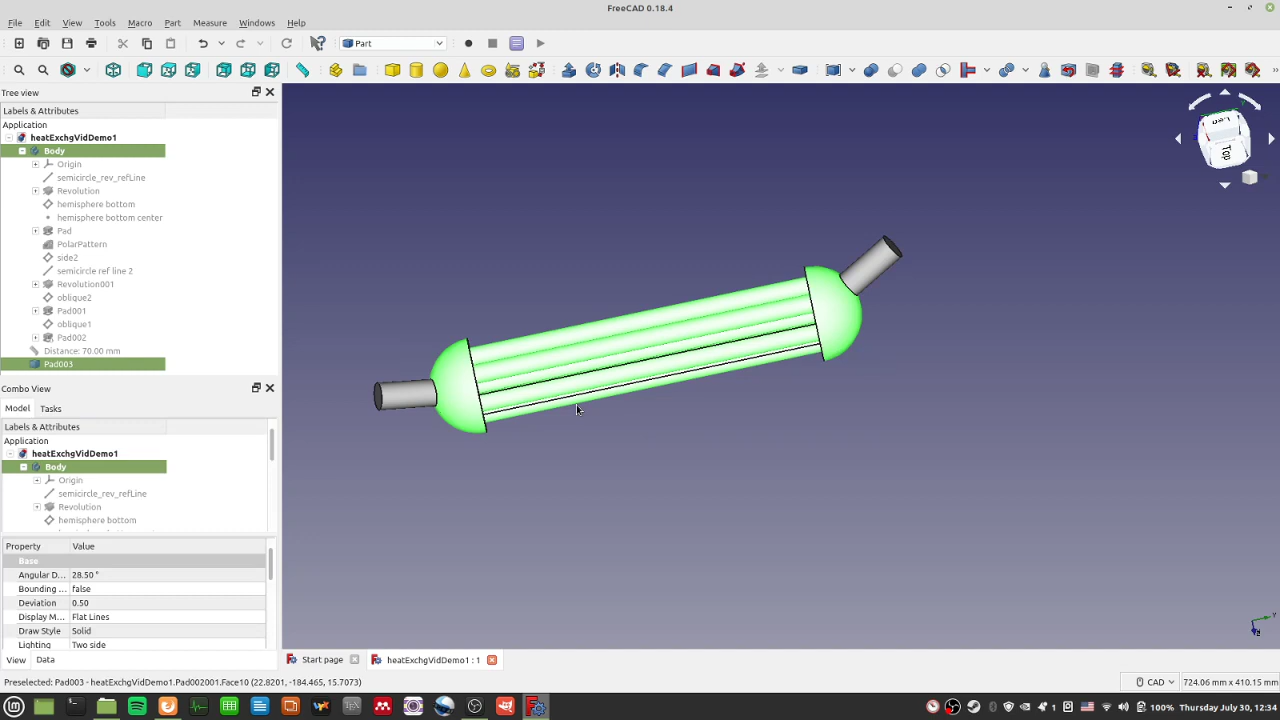 FreeCAD 0.18.4
File Edit View Tools Macro Part Measure Windows Help
Part
Tree view
Labels & Attributes
Application
heatExchgVidDemo1
Body
Origin
semicircle_rev_refLine
Revolution
hemisphere bottom
hemisphere bottom center
Pad
PolarPattern
side2
semicircle ref line 2
Revolution001
oblique2
Pad001
oblique1
Pad002
Distance: 70.00 mm
Pad003
Combo View
Model Tasks
Labels & Attributes
Application
heatExchgVidDemo1
Body
Origin
semicircle_rev_refLine
Revolution
hemisphere bottom
Property Value
Base
Angular D... 28.50 °
Bounding ... false
Deviation 0.50
Display M... Flat Lines
Draw Style Solid
Lighting Two side
View Data
Top
Start page heatExchgVidDemo1 : 1
Preselected: Pad003 - heatExchgVidDemo1.Pad002001.Face10 (22.8201, -184.465, 15.7073)
CAD 724.06 mm x 410.15 mm
1 100% Thursday July 30, 12:34